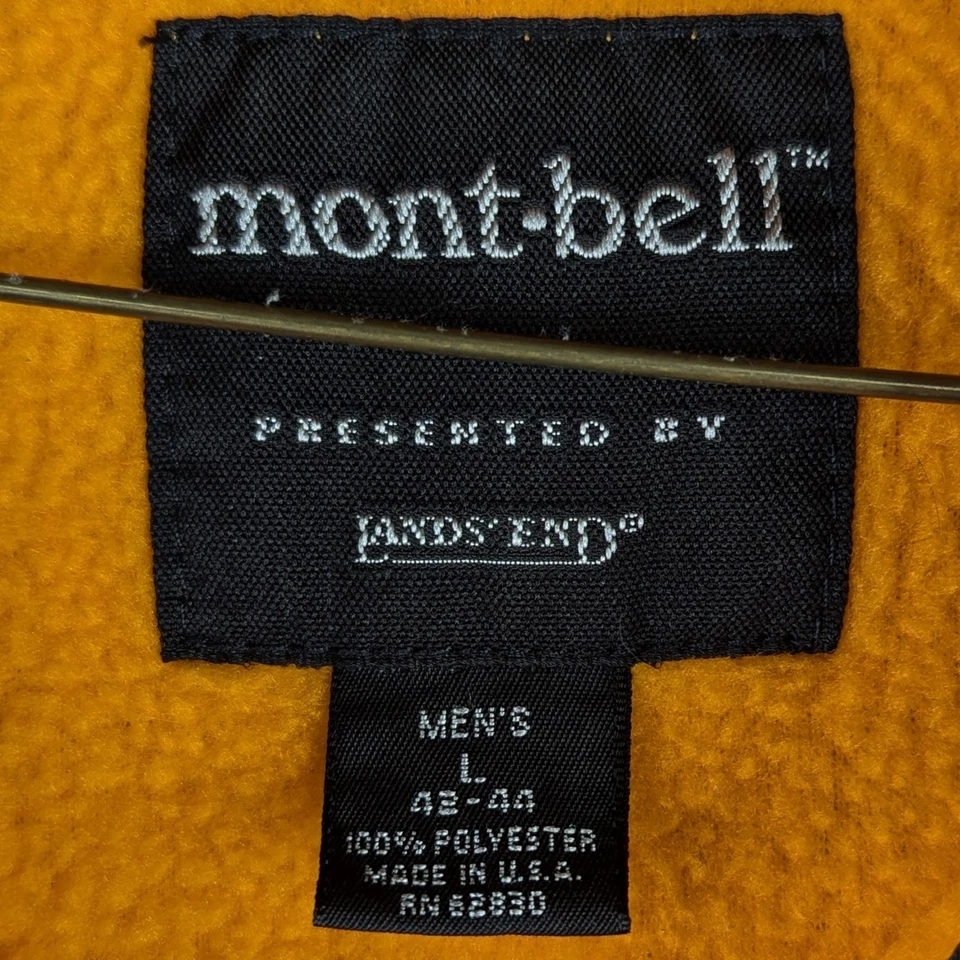 mont·bell™
PRESENTED BY
LANDS' END®
MEN'S
L
42-44
100% POLYESTER
MADE IN U.S.A.
RN 62830